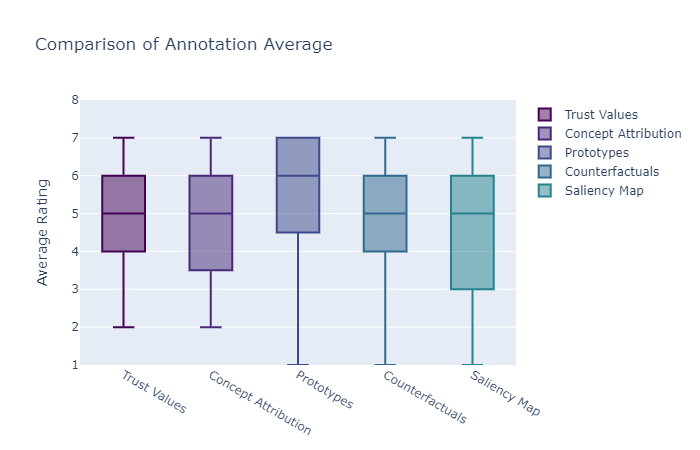 Comparison of Annotation Average
8
7
6
5
4
3
2
1
Average Rating
Trust Values
Concept Attribution
Prototypes
Counterfactuals
Saliency Map
Trust Values
Concept Attribution
Prototypes
Counterfactuals
Saliency Map